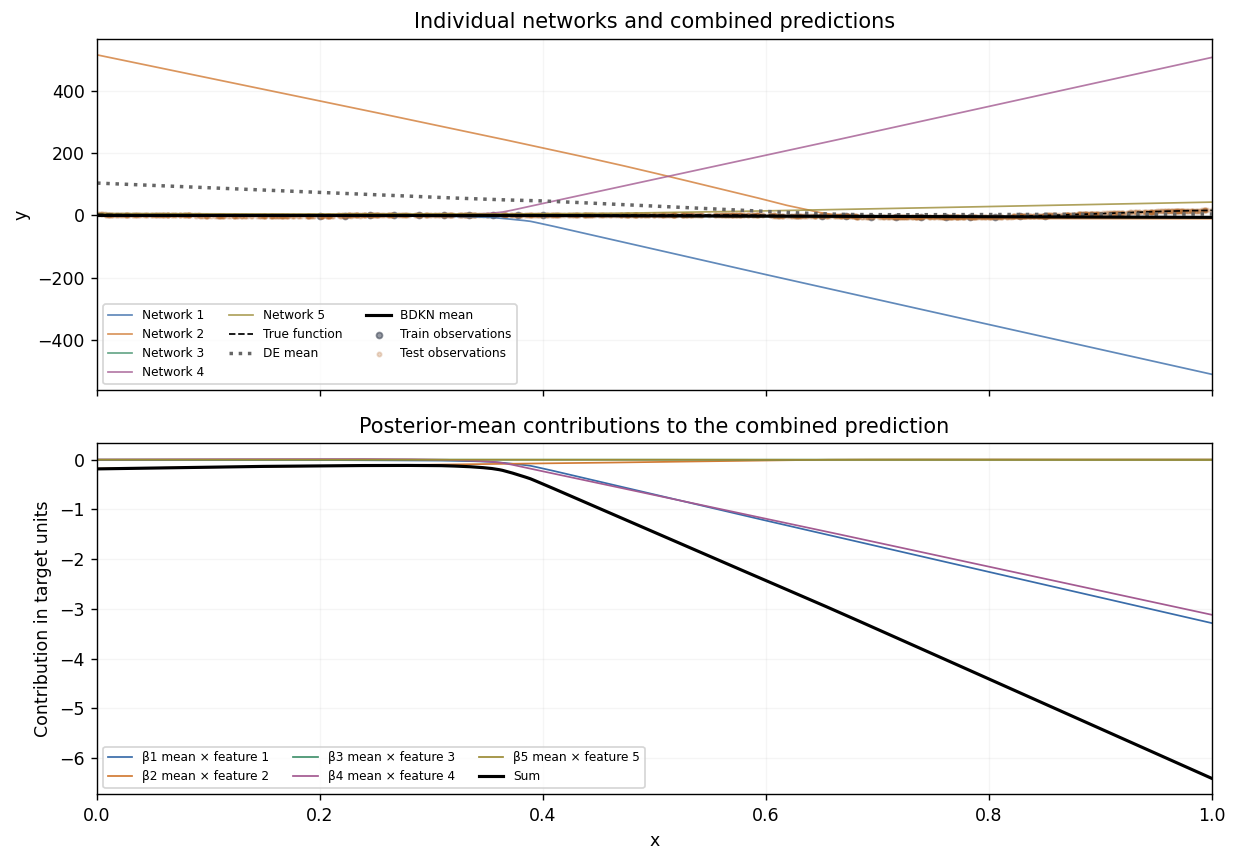 Individual networks and combined predictions
400
200
0
−200
−400
y
Network 1 Network 5 BDKN mean
Network 2 True function Train observations
Network 3 DE mean Test observations
Network 4
Posterior-mean contributions to the combined prediction
0
−1
−2
−3
−4
−5
−6
Contribution in target units
β1 mean × feature 1 β3 mean × feature 3 β5 mean × feature 5
β2 mean × feature 2 β4 mean × feature 4 Sum
0.0 0.2 0.4 0.6 0.8 1.0
x